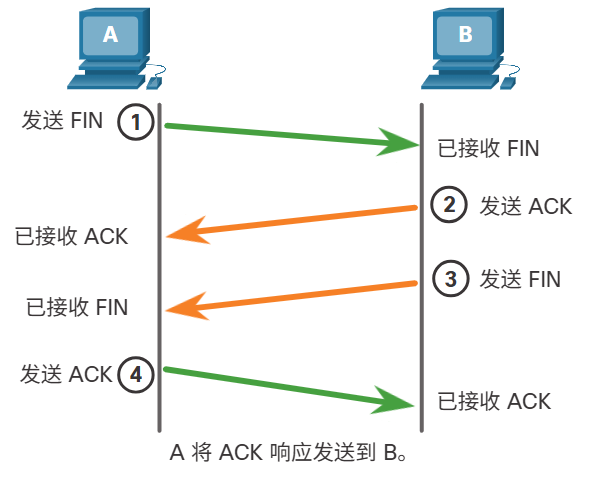 A
B
发送 FIN
1
已接收 FIN
2
发送 ACK
已接收 ACK
3
发送 FIN
已接收 FIN
发送 ACK
4
已接收 ACK
A 将 ACK 响应发送到 B。